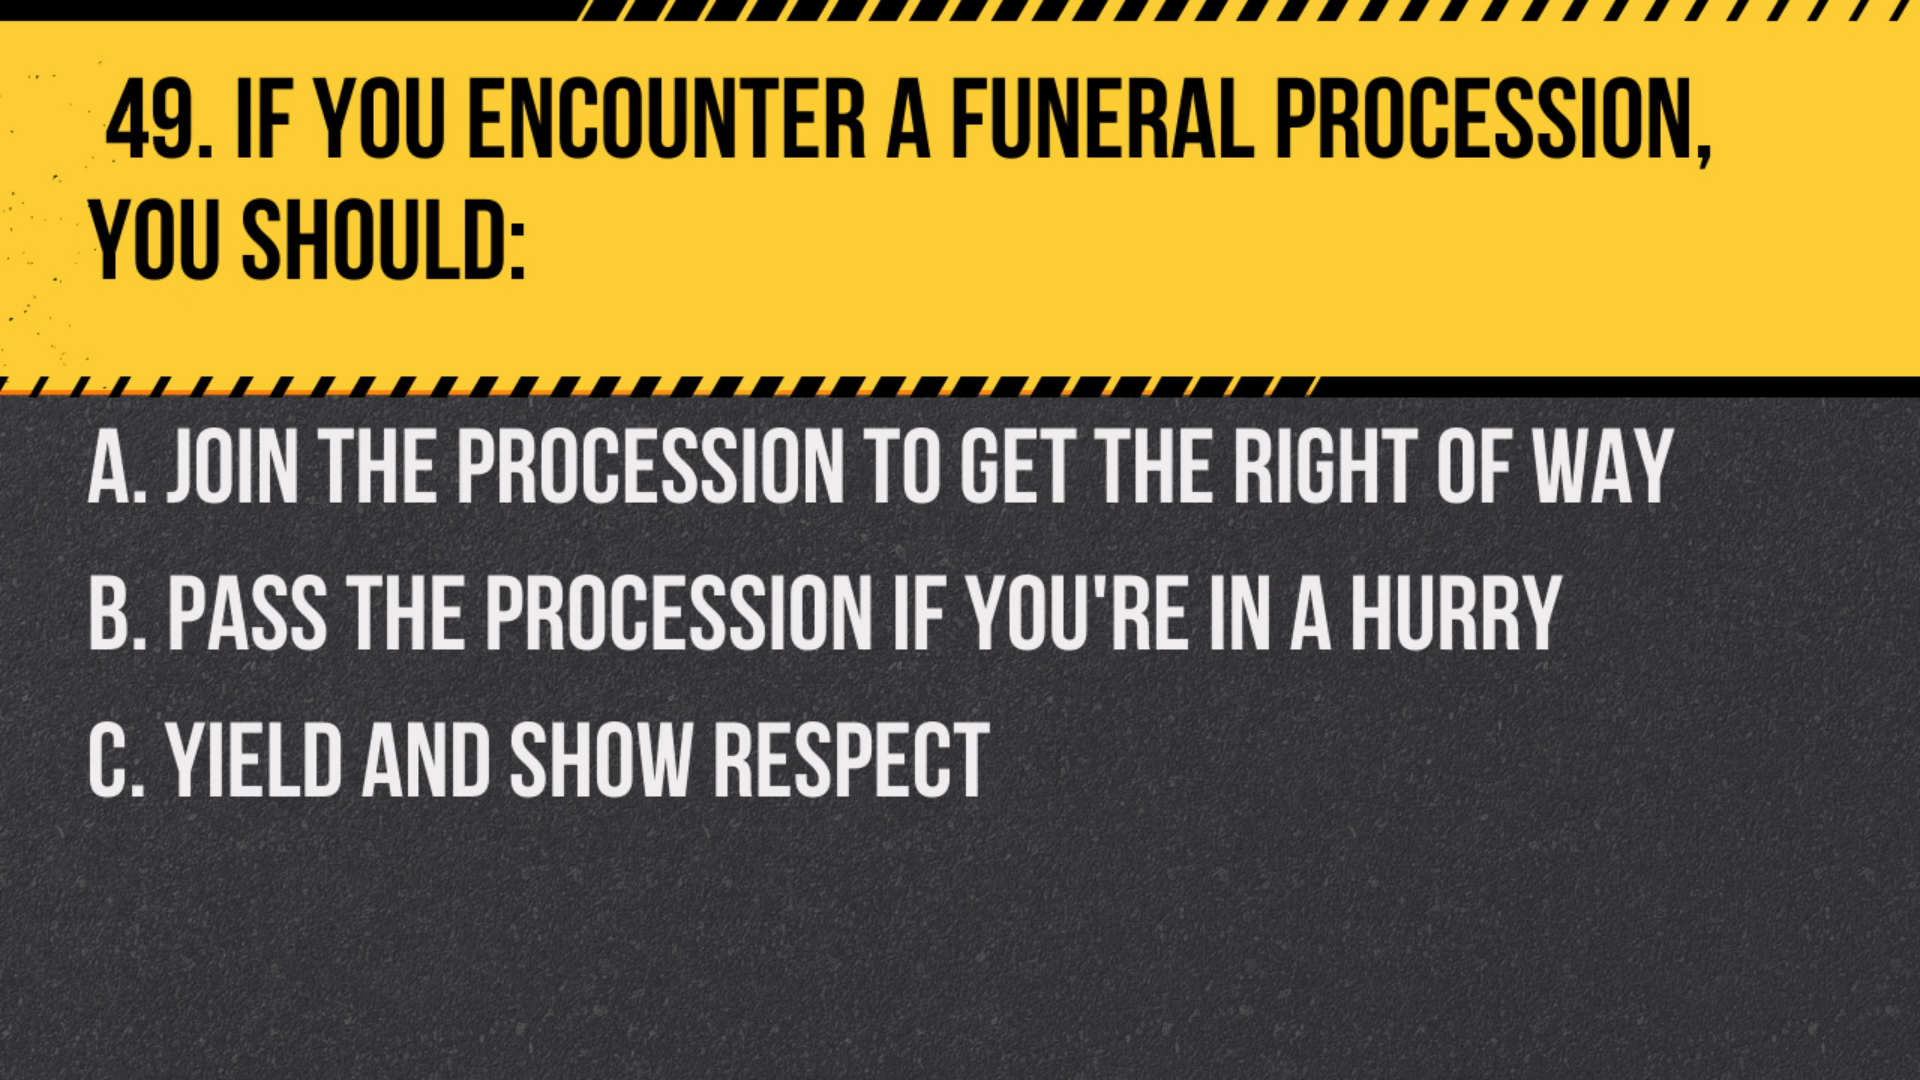 49. IF YOU ENCOUNTER A FUNERAL PROCESSION,
YOU SHOULD:
A. JOIN THE PROCESSION TO GET THE RIGHT OF WAY
B. PASS THE PROCESSION IF YOU'RE IN A HURRY
C. YIELD AND SHOW RESPECT